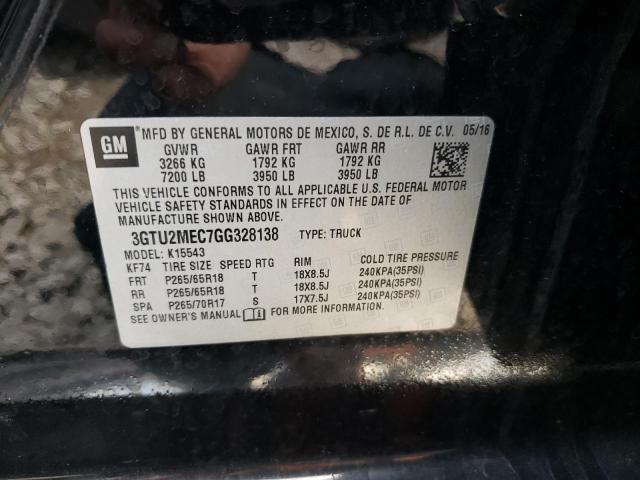 GM MFD BY GENERAL MOTORS DE MEXICO, S. DE R.L. DE C.V. 05/16
GVWR GAWR FRT GAWR RR
3266 KG 1792 KG 1792 KG
7200 LB 3950 LB 3950 LB
THIS VEHICLE CONFORMS TO ALL APPLICABLE U.S. FEDERAL MOTOR
VEHICLE SAFETY STANDARDS IN EFFECT ON THE DATE OF
MANUFACTURE SHOWN ABOVE.
3GTU2MEC7GG328138 TYPE: TRUCK
MODEL: K15543
KF74 TIRE SIZE SPEED RTG RIM COLD TIRE PRESSURE
FRT P265/65R18 T 18X8.5J 240KPA(35PSI)
RR P265/65R18 T 18X8.5J 240KPA(35PSI)
SPA P265/70R17 S 17X7.5J 240KPA(35PSI)
SEE OWNER'S MANUAL FOR MORE INFORMATION.